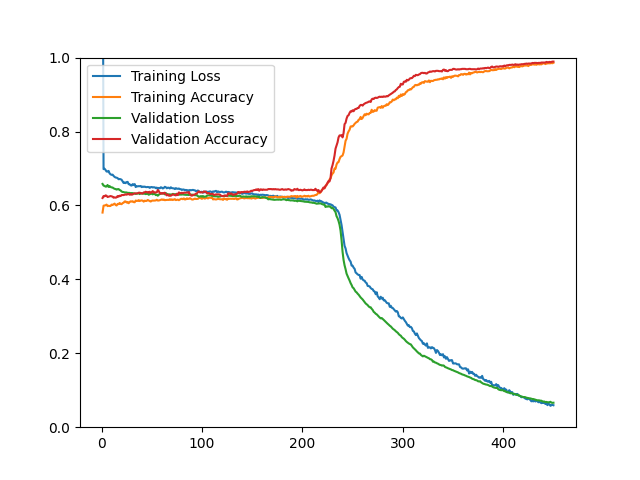 1.0
0.8
0.6
0.4
0.2
0.0
Training Loss
Training Accuracy
Validation Loss
Validation Accuracy
0 100 200 300 400